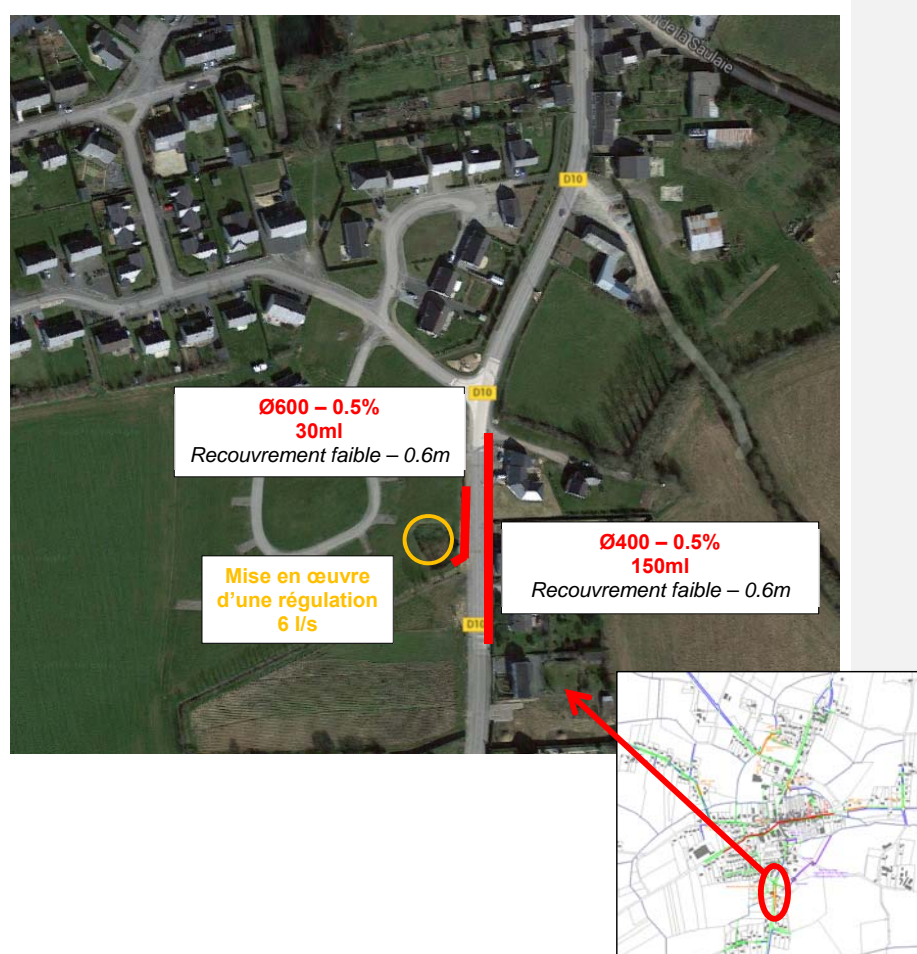 de la Saulaie
D10
D10
Ø600 – 0.5%
30ml
Recouvrement faible – 0.6m
Ø400 – 0.5%
150ml
Recouvrement faible – 0.6m
Mise en œuvre
d'une régulation
6 l/s
D10